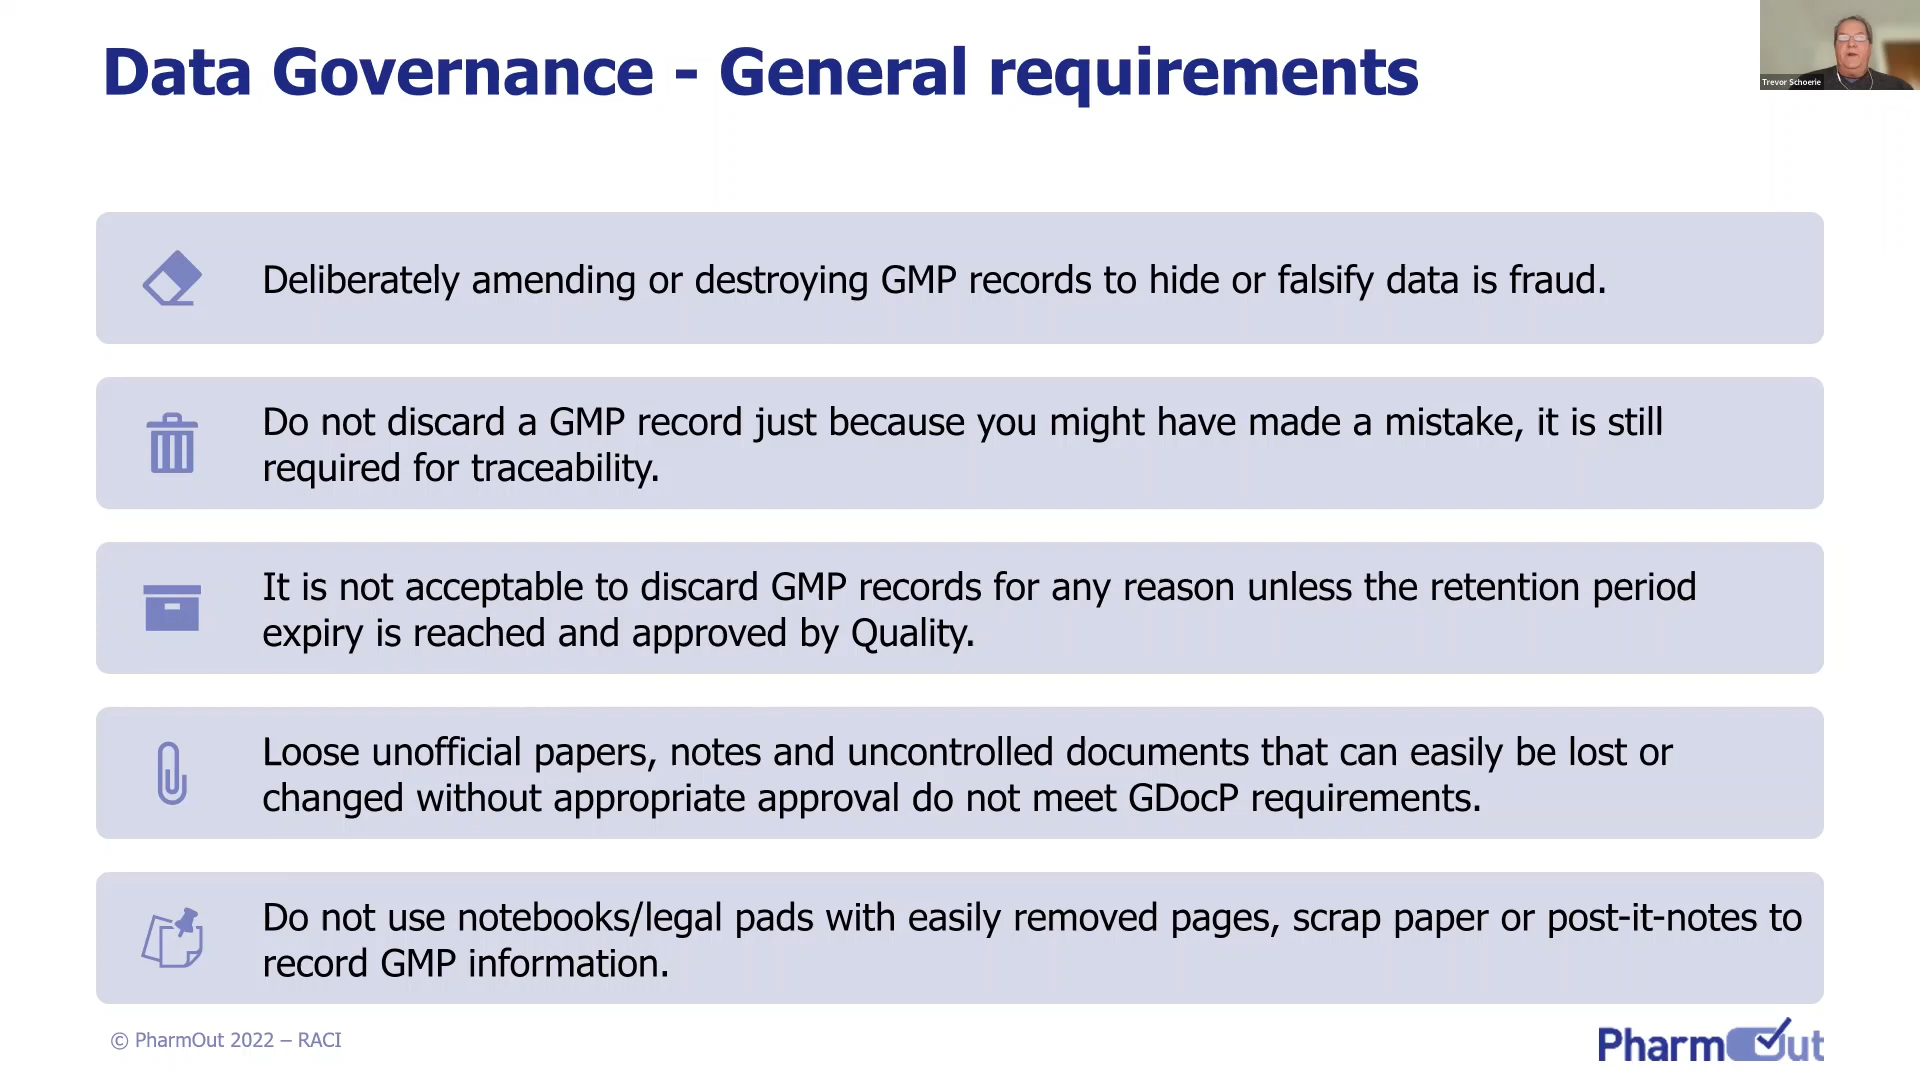 Data Governance - General requirements
Trevor Schoerie
Deliberately amending or destroying GMP records to hide or falsify data is fraud.
Do not discard a GMP record just because you might have made a mistake, it is still
required for traceability.
It is not acceptable to discard GMP records for any reason unless the retention period
expiry is reached and approved by Quality.
Loose unofficial papers, notes and uncontrolled documents that can easily be lost or
changed without appropriate approval do not meet GDocP requirements.
Do not use notebooks/legal pads with easily removed pages, scrap paper or post-it-notes to
record GMP information.
© PharmOut 2022 – RACI
PharmOut